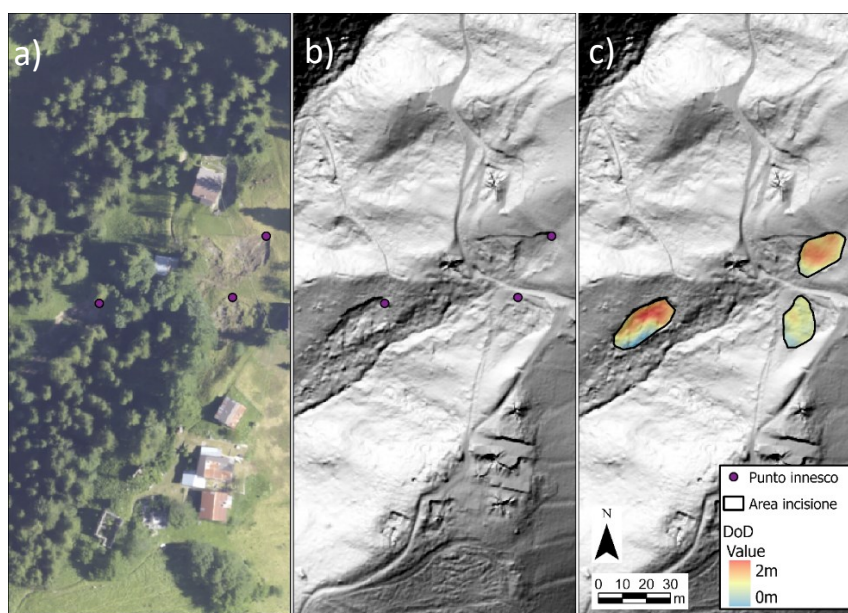 a)
b)
c)
Punto innesco
Area incisione
DoD
Value
2m
0m
N
0 10 20 30
m